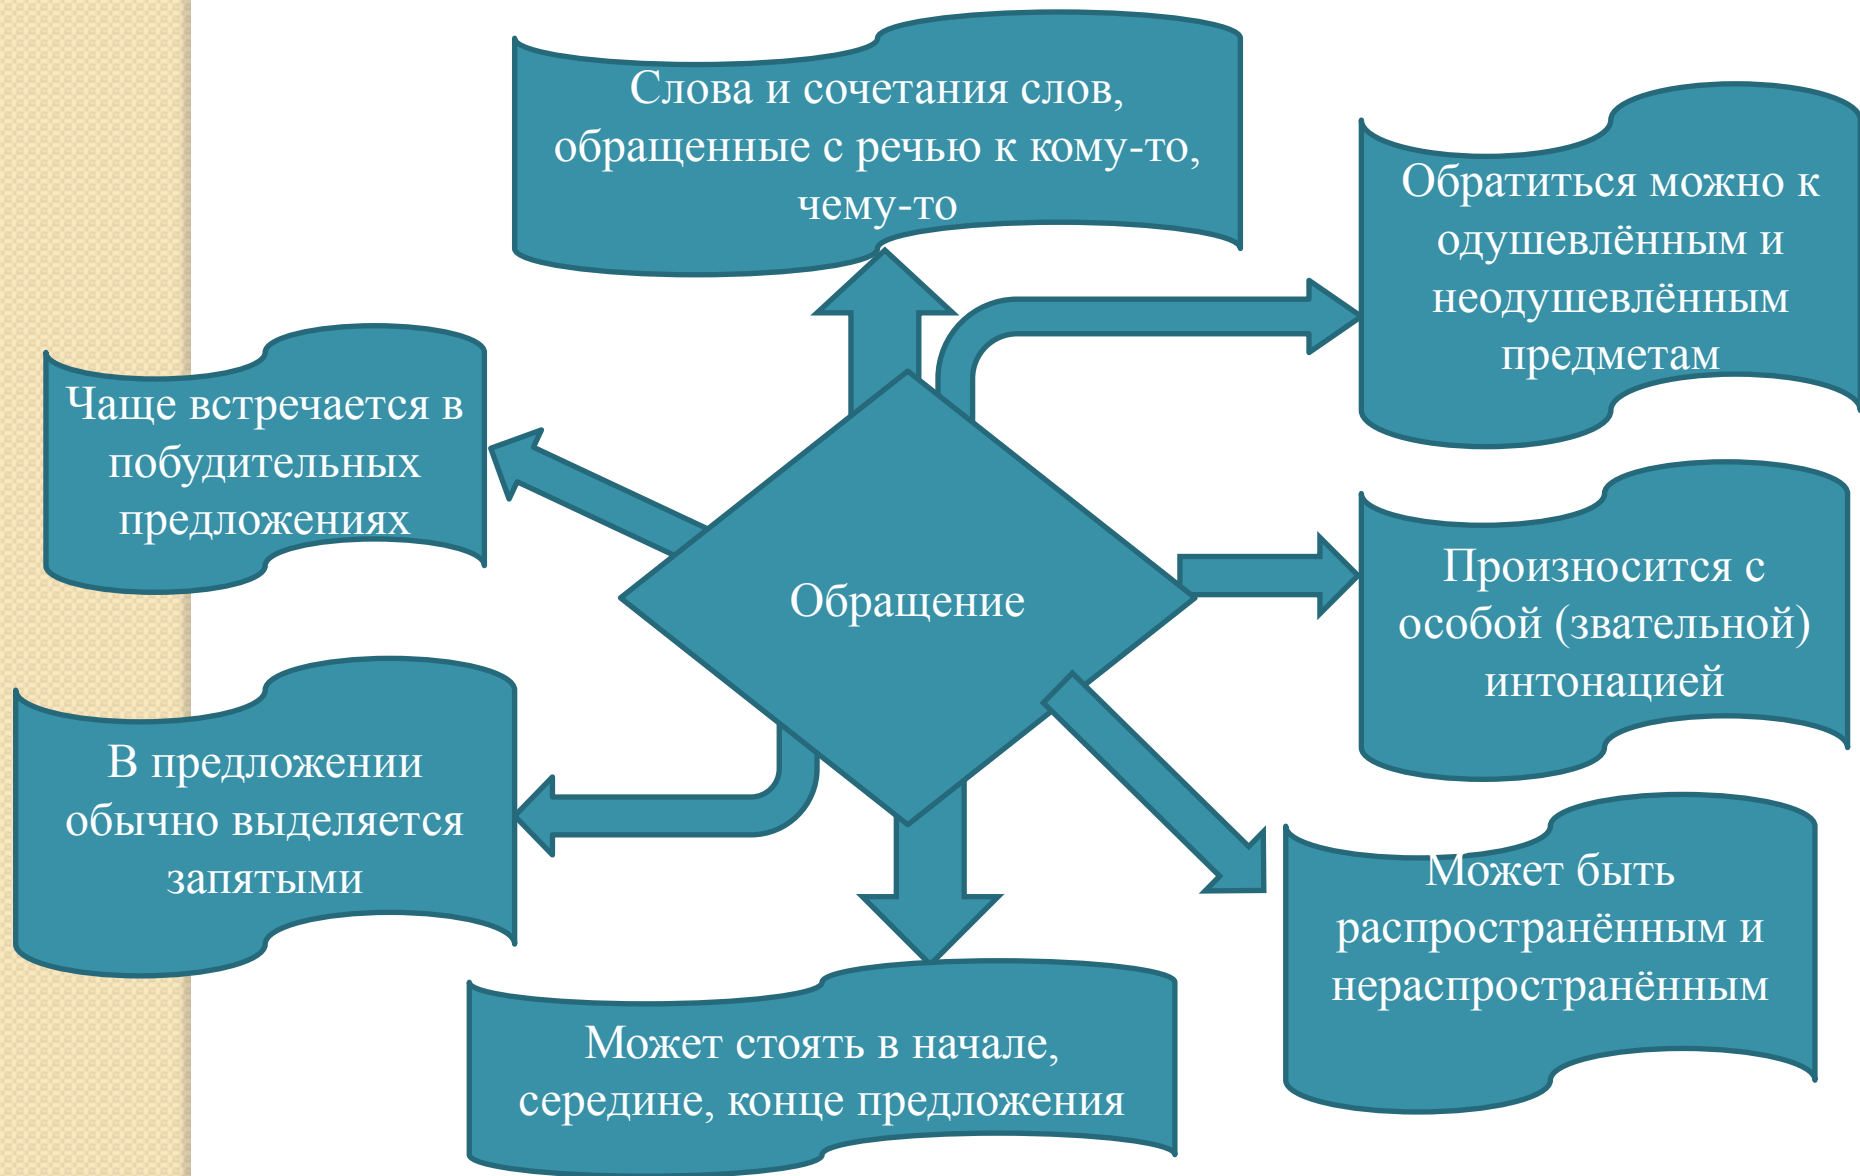 Слова и сочетания слов,
обращенные с речью к кому-то,
чему-то
Обратиться можно к
одушевлённым и
неодушевлённым
предметам
Чаще встречается в
побудительных
предложениях
Обращение
Произносится с
особой (звательной)
интонацией
В предложении
обычно выделяется
запятыми
Может быть
распространённым и
нераспространённым
Может стоять в начале,
середине, конце предложения